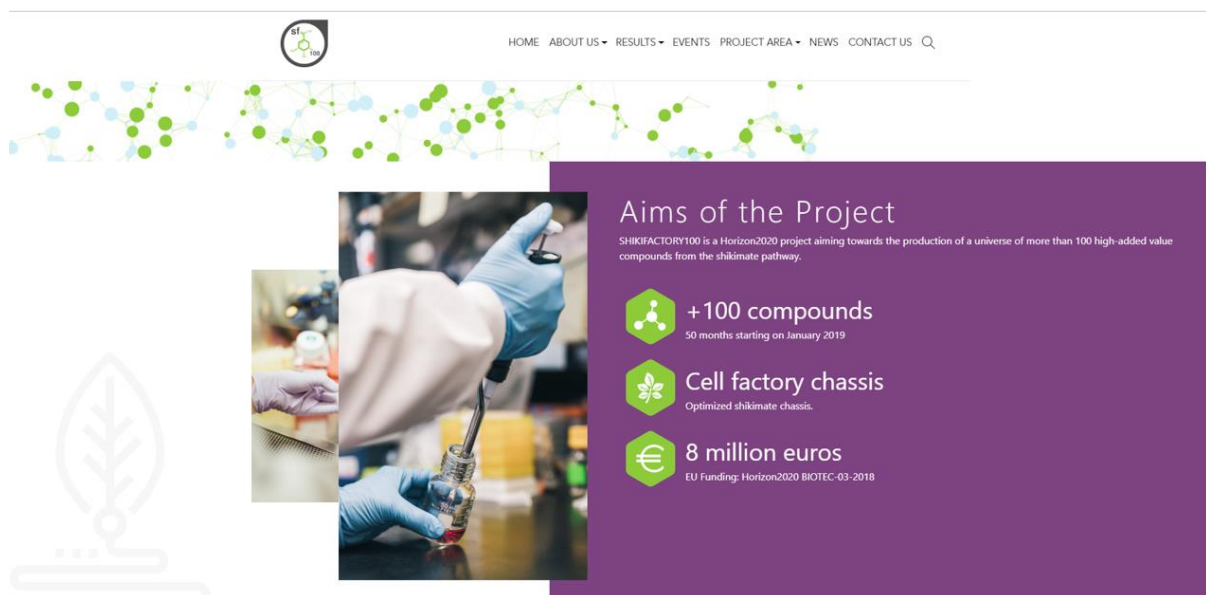 sf
100
HOME ABOUT US RESULTS EVENTS PROJECT AREA NEWS CONTACT US
Aims of the Project
SHIKIFACTORY100 is a Horizon2020 project aiming towards the production of a universe of more than 100 high-added value
compounds from the shikimate pathway.
+100 compounds
50 months starting on January 2019
Cell factory chassis
Optimized shikimate chassis.
€ 8 million euros
EU Funding: Horizon2020 BIOTEC-03-2018